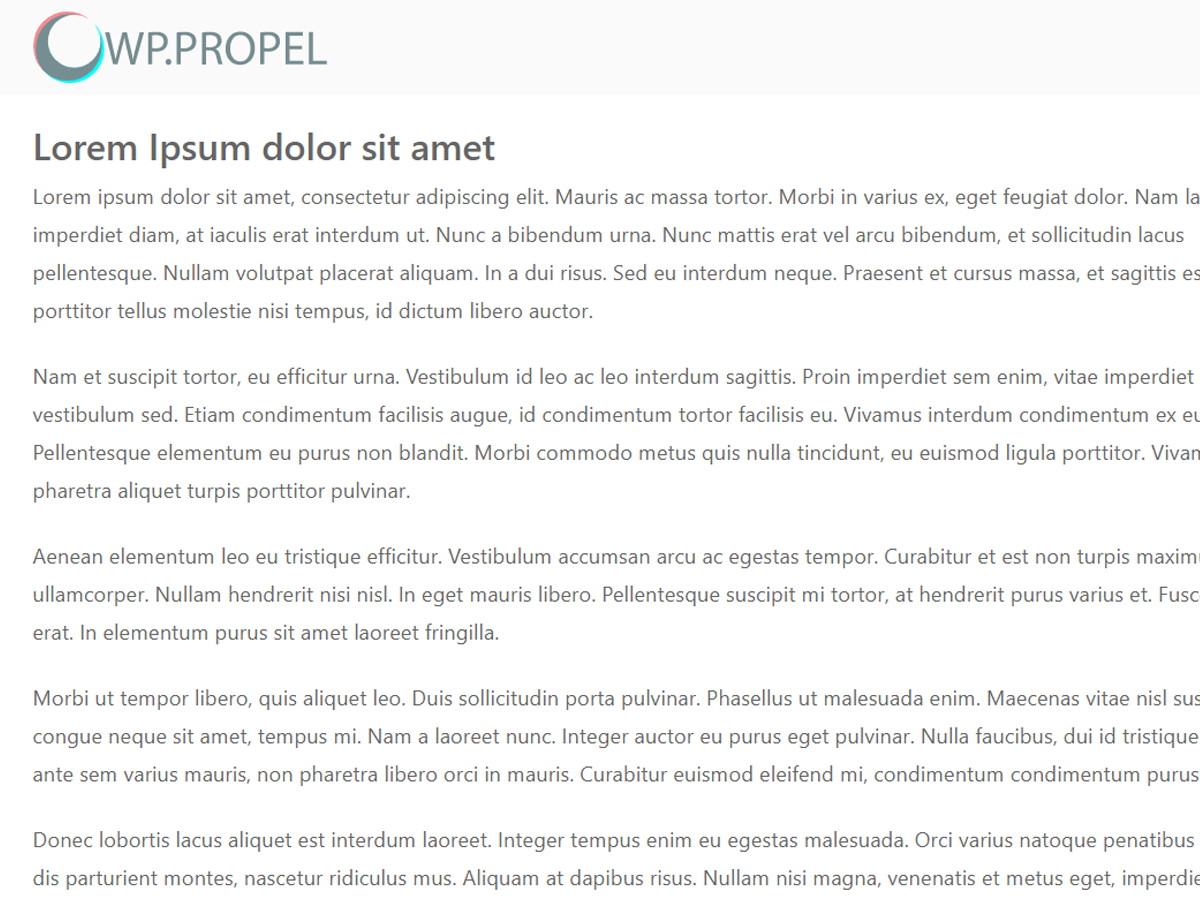 WP.PROPEL
Lorem Ipsum dolor sit amet
Lorem ipsum dolor sit amet, consectetur adipiscing elit. Mauris ac massa tortor. Morbi in varius ex, eget feugiat dolor. Nam la
imperdiet diam, at iaculis erat interdum ut. Nunc a bibendum urna. Nunc mattis erat vel arcu bibendum, et sollicitudin lacus
pellentesque. Nullam volutpat placerat aliquam. In a dui risus. Sed eu interdum neque. Praesent et cursus massa, et sagittis es
porttitor tellus molestie nisi tempus, id dictum libero auctor.
Nam et suscipit tortor, eu efficitur urna. Vestibulum id leo ac leo interdum sagittis. Proin imperdiet sem enim, vitae imperdiet
vestibulum sed. Etiam condimentum facilisis augue, id condimentum tortor facilisis eu. Vivamus interdum condimentum ex eu
Pellentesque elementum eu purus non blandit. Morbi commodo metus quis nulla tincidunt, eu euismod ligula porttitor. Vivam
pharetra aliquet turpis porttitor pulvinar.
Aenean elementum leo eu tristique efficitur. Vestibulum accumsan arcu ac egestas tempor. Curabitur et est non turpis maximu
ullamcorper. Nullam hendrerit nisi nisl. In eget mauris libero. Pellentesque suscipit mi tortor, at hendrerit purus varius et. Fusc
erat. In elementum purus sit amet laoreet fringilla.
Morbi ut tempor libero, quis aliquet leo. Duis sollicitudin porta pulvinar. Phasellus ut malesuada enim. Maecenas vitae nisl sus
congue neque sit amet, tempus mi. Nam a laoreet nunc. Integer auctor eu purus eget pulvinar. Nulla faucibus, dui id tristique
ante sem varius mauris, non pharetra libero orci in mauris. Curabitur euismod eleifend mi, condimentum condimentum purus
Donec lobortis lacus aliquet est interdum laoreet. Integer tempus enim eu egestas malesuada. Orci varius natoque penatibus
dis parturient montes, nascetur ridiculus mus. Aliquam at dapibus risus. Nullam nisi magna, venenatis et metus eget, imperdie